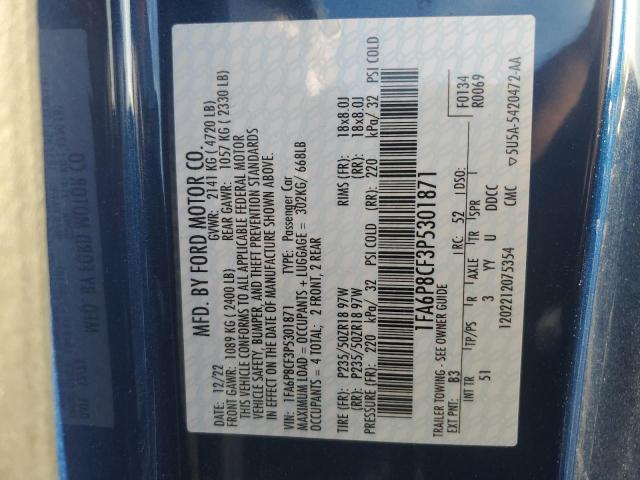 MFD. BY FORD MOTOR CO.
DATE: 12/22 GVWR: 2141 KG (4720 LB)
FRONT GAWR: 1089 KG (2400 LB) REAR GAWR: 1057 KG (2330 LB)
THIS VEHICLE CONFORMS TO ALL APPLICABLE FEDERAL MOTOR
VEHICLE SAFETY, BUMPER, AND THEFT PREVENTION STANDARDS
IN EFFECT ON THE DATE OF MANUFACTURE SHOWN ABOVE.
VIN: 1FA6P8CF3P5301871 TYPE: Passenger Car
MAXIMUM LOAD = OCCUPANTS + LUGGAGE = 302KG/ 668LB
OCCUPANTS = 4 TOTAL, 2 FRONT, 2 REAR
TIRE (FR): P235/50ZR18 97W RIMS (FR): 18x8.0J
(RR): P235/50ZR18 97W (RR): 18x8.0J
PRESSURE (FR): 220 kPa/ 32 PSI COLD (RR): 220 kPa/ 32 PSI COLD
1FA6P8CF3P5301871
TRAILER TOWING - SEE OWNER GUIDE F0134
EXT PNT: B3 RC: 52 DSO: R0069
INT TR TP/PS R AXLE TR SPR
51 3 YY U DDCC
1202212075354 CMC 5U5A-5420472-AA